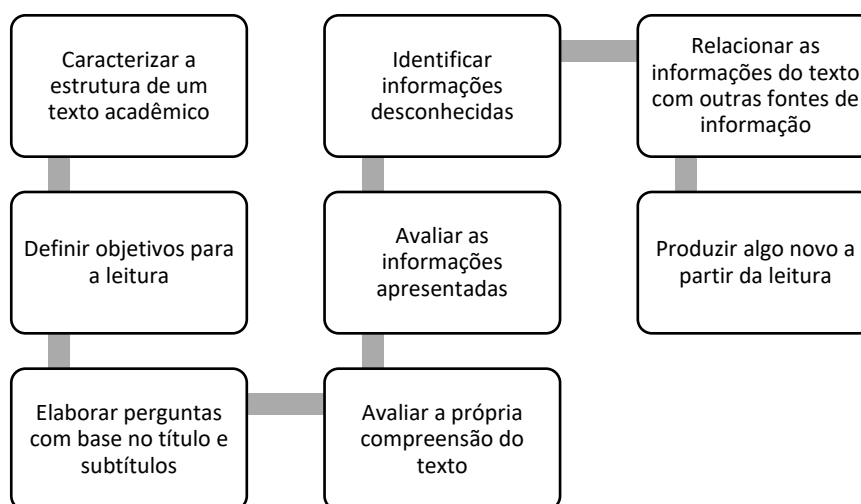 Caracterizar a
estrutura de um
texto acadêmico
Definir objetivos para
a leitura
Elaborar perguntas
com base no título e
subtítulos
Avaliar a própria
compreensão do
texto
Avaliar as
informações
apresentadas
Identificar
informações
desconhecidas
Relacionar as
informações do texto
com outras fontes de
informação
Produzir algo novo a
partir da leitura